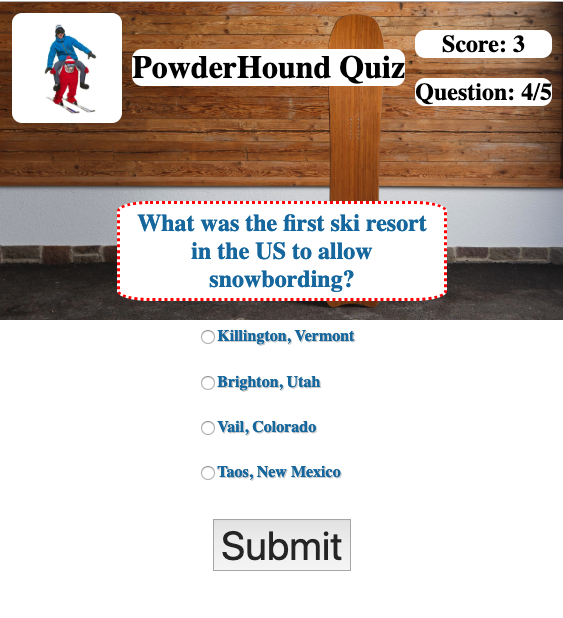 PowderHound Quiz
Score: 3
Question: 4/5
What was the first ski resort
in the US to allow
snowbording?
Killington, Vermont
Brighton, Utah
Vail, Colorado
Taos, New Mexico
Submit